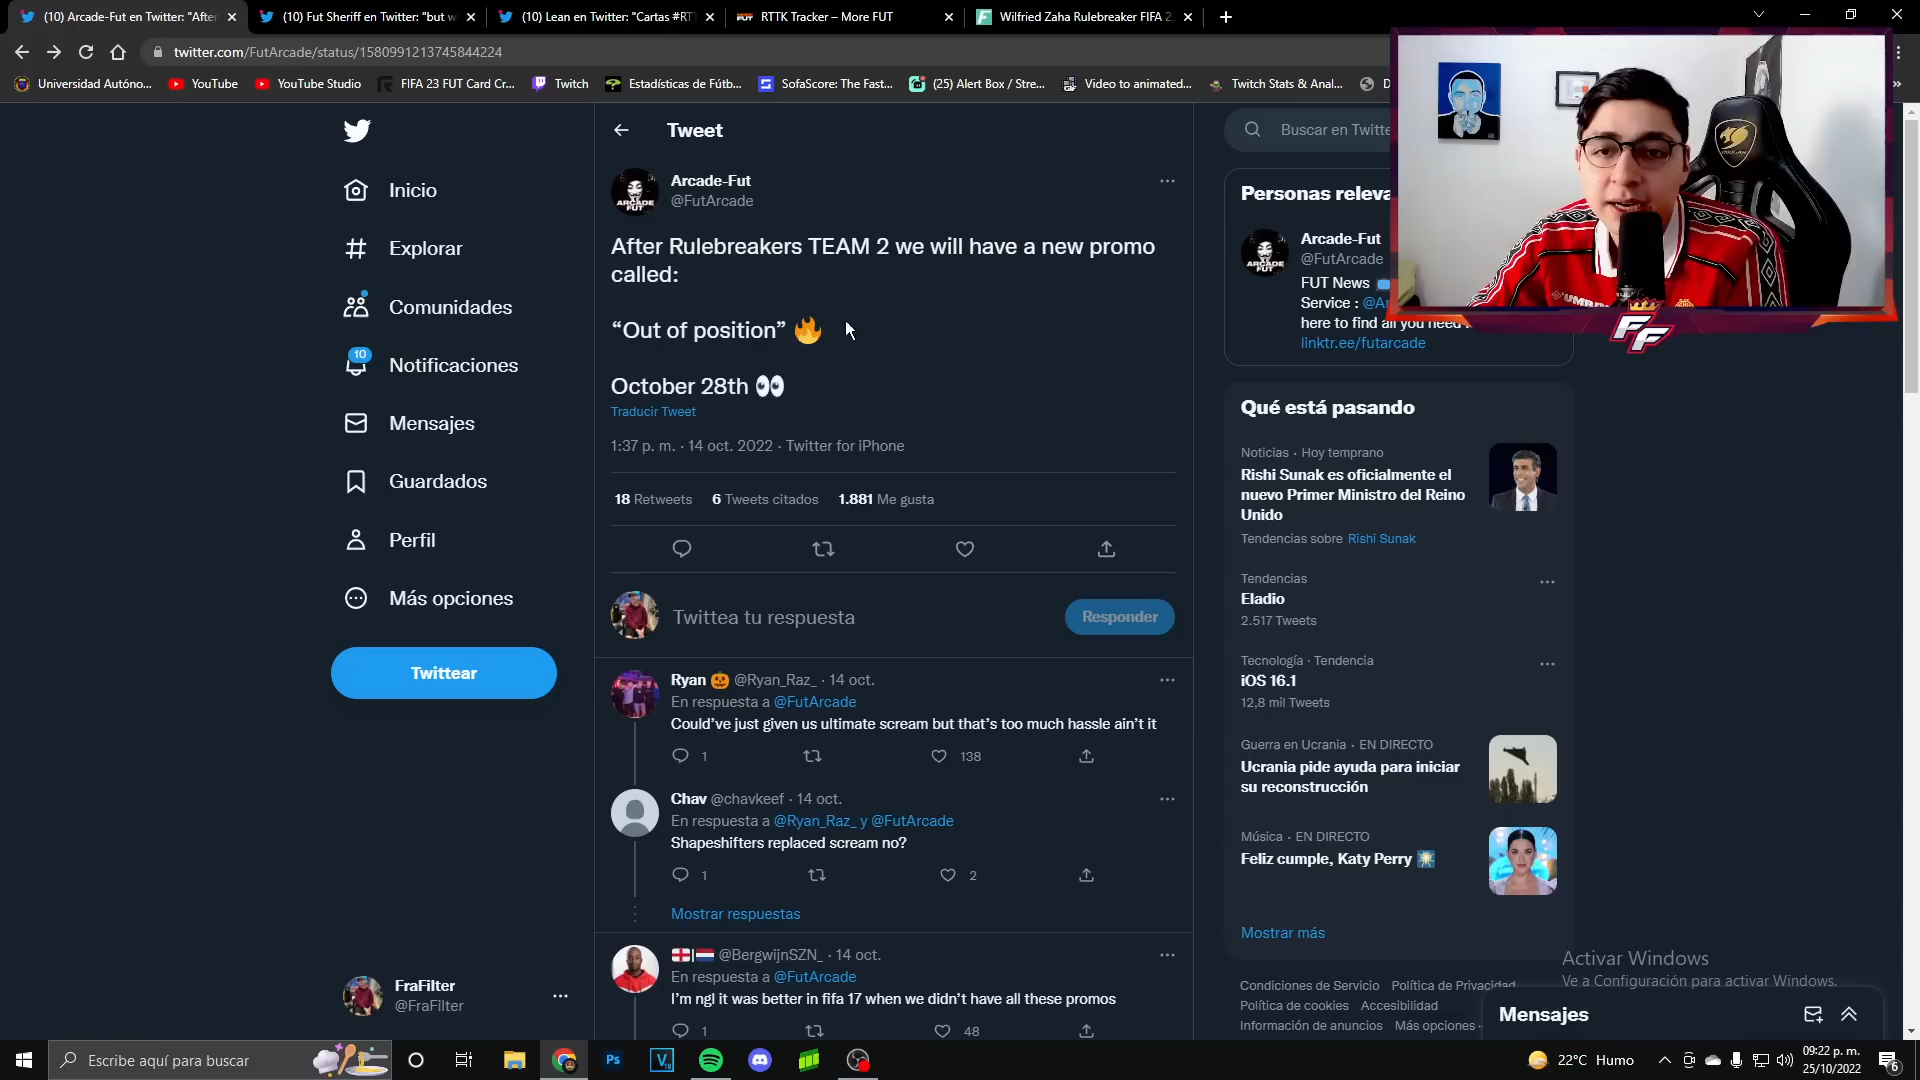 (10) Arcade-Fut en Twitter: "After
(10) Fut Sheriff en Twitter: "but w
(10) Lean en Twitter: "Cartas #RT
RTTK Tracker – More FUT
Wilfried Zaha Rulebreaker FIFA 2
twitter.com/FutArcade/status/1580991213745844224
Universidad Autóno...
YouTube
YouTube Studio
FIFA 23 FUT Card Cr...
Twitch
Estadísticas de Fútb...
SofaScore: The Fast...
(25) Alert Box / Stre...
Video to animated...
Twitch Stats & Anal...
Inicio
Explorar
Comunidades
10
Notificaciones
Mensajes
Guardados
Perfil
Más opciones
Twittear
FraFilter
@FraFilter
Tweet
Arcade-Fut
@FutArcade
After Rulebreakers TEAM 2 we will have a new promo
called:
“Out of position” 🔥
October 28th 👀
Traducir Tweet
1:37 p. m. · 14 oct. 2022 · Twitter for iPhone
18 Retweets 6 Tweets citados 1.881 Me gusta
Twittea tu respuesta
Responder
Ryan 🎃 @Ryan_Raz_ · 14 oct.
En respuesta a @FutArcade
Could’ve just given us ultimate scream but that’s too much hassle ain’t it
1 138
Chav @chavkeef · 14 oct.
En respuesta a @Ryan_Raz_ y @FutArcade
Shapeshifters replaced scream no?
1 2
Mostrar respuestas
@BergwijnSZN_ · 14 oct.
En respuesta a @FutArcade
I’m ngl it was better in fifa 17 when we didn’t have all these promos
1 48
Buscar en Twitte
Personas releva
Arcade-Fut
@FutArcade
FUT News
Service : @Ar
here to find all you need
linktr.ee/futarcade
COUGAR
FF
Qué está pasando
Noticias · Hoy temprano
Rishi Sunak es oficialmente el
nuevo Primer Ministro del Reino
Unido
Tendencias sobre Rishi Sunak
Tendencias
Eladio
2.517 Tweets
Tecnología · Tendencia
iOS 16.1
12,8 mil Tweets
Guerra en Ucrania · EN DIRECTO
Ucrania pide ayuda para iniciar
su reconstrucción
Música · EN DIRECTO
Feliz cumple, Katy Perry
Mostrar más
Condiciones de Servicio Política de Privacidad
Política de cookies Accesibilidad
Información de anuncios Más opciones
Activar Windows
Ve a Configuración para activar Windows.
Mensajes
Escribe aquí para buscar
Ps
22°C Humo
09:22 p. m.
25/10/2022
6